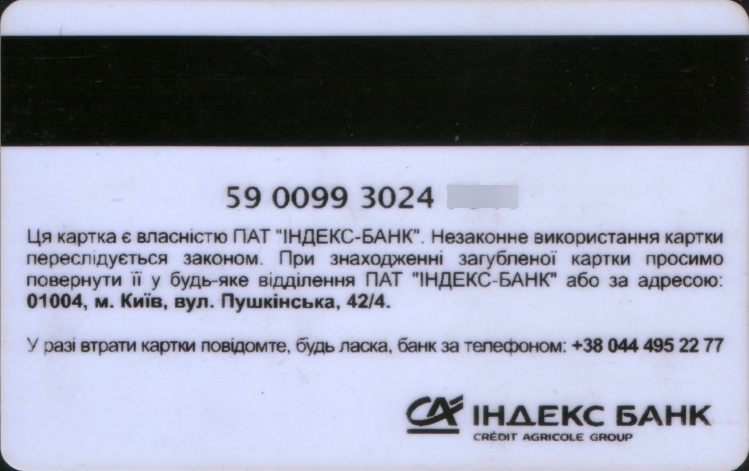 59 0099 3024
Ця картка є власністю ПАТ "ІНДЕКС-БАНК". Незаконне використання картки
переслідується законом. При знаходженні загубленої картки просимо
повернути її у будь-яке відділення ПАТ "ІНДЕКС-БАНК" або за адресою:
01004, м. Київ, вул. Пушкінська, 42/4.
У разі втрати картки повідомте, будь ласка, банк за телефоном: +38 044 495 22 77
CA ІНДЕКС БАНК
CRÉDIT AGRICOLE GROUP